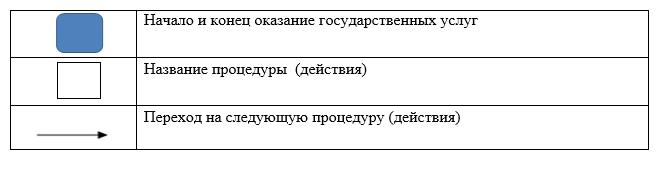 Начало и конец оказание государственных услуг
Название процедуры (действия)
Переход на следующую процедуру (действия)